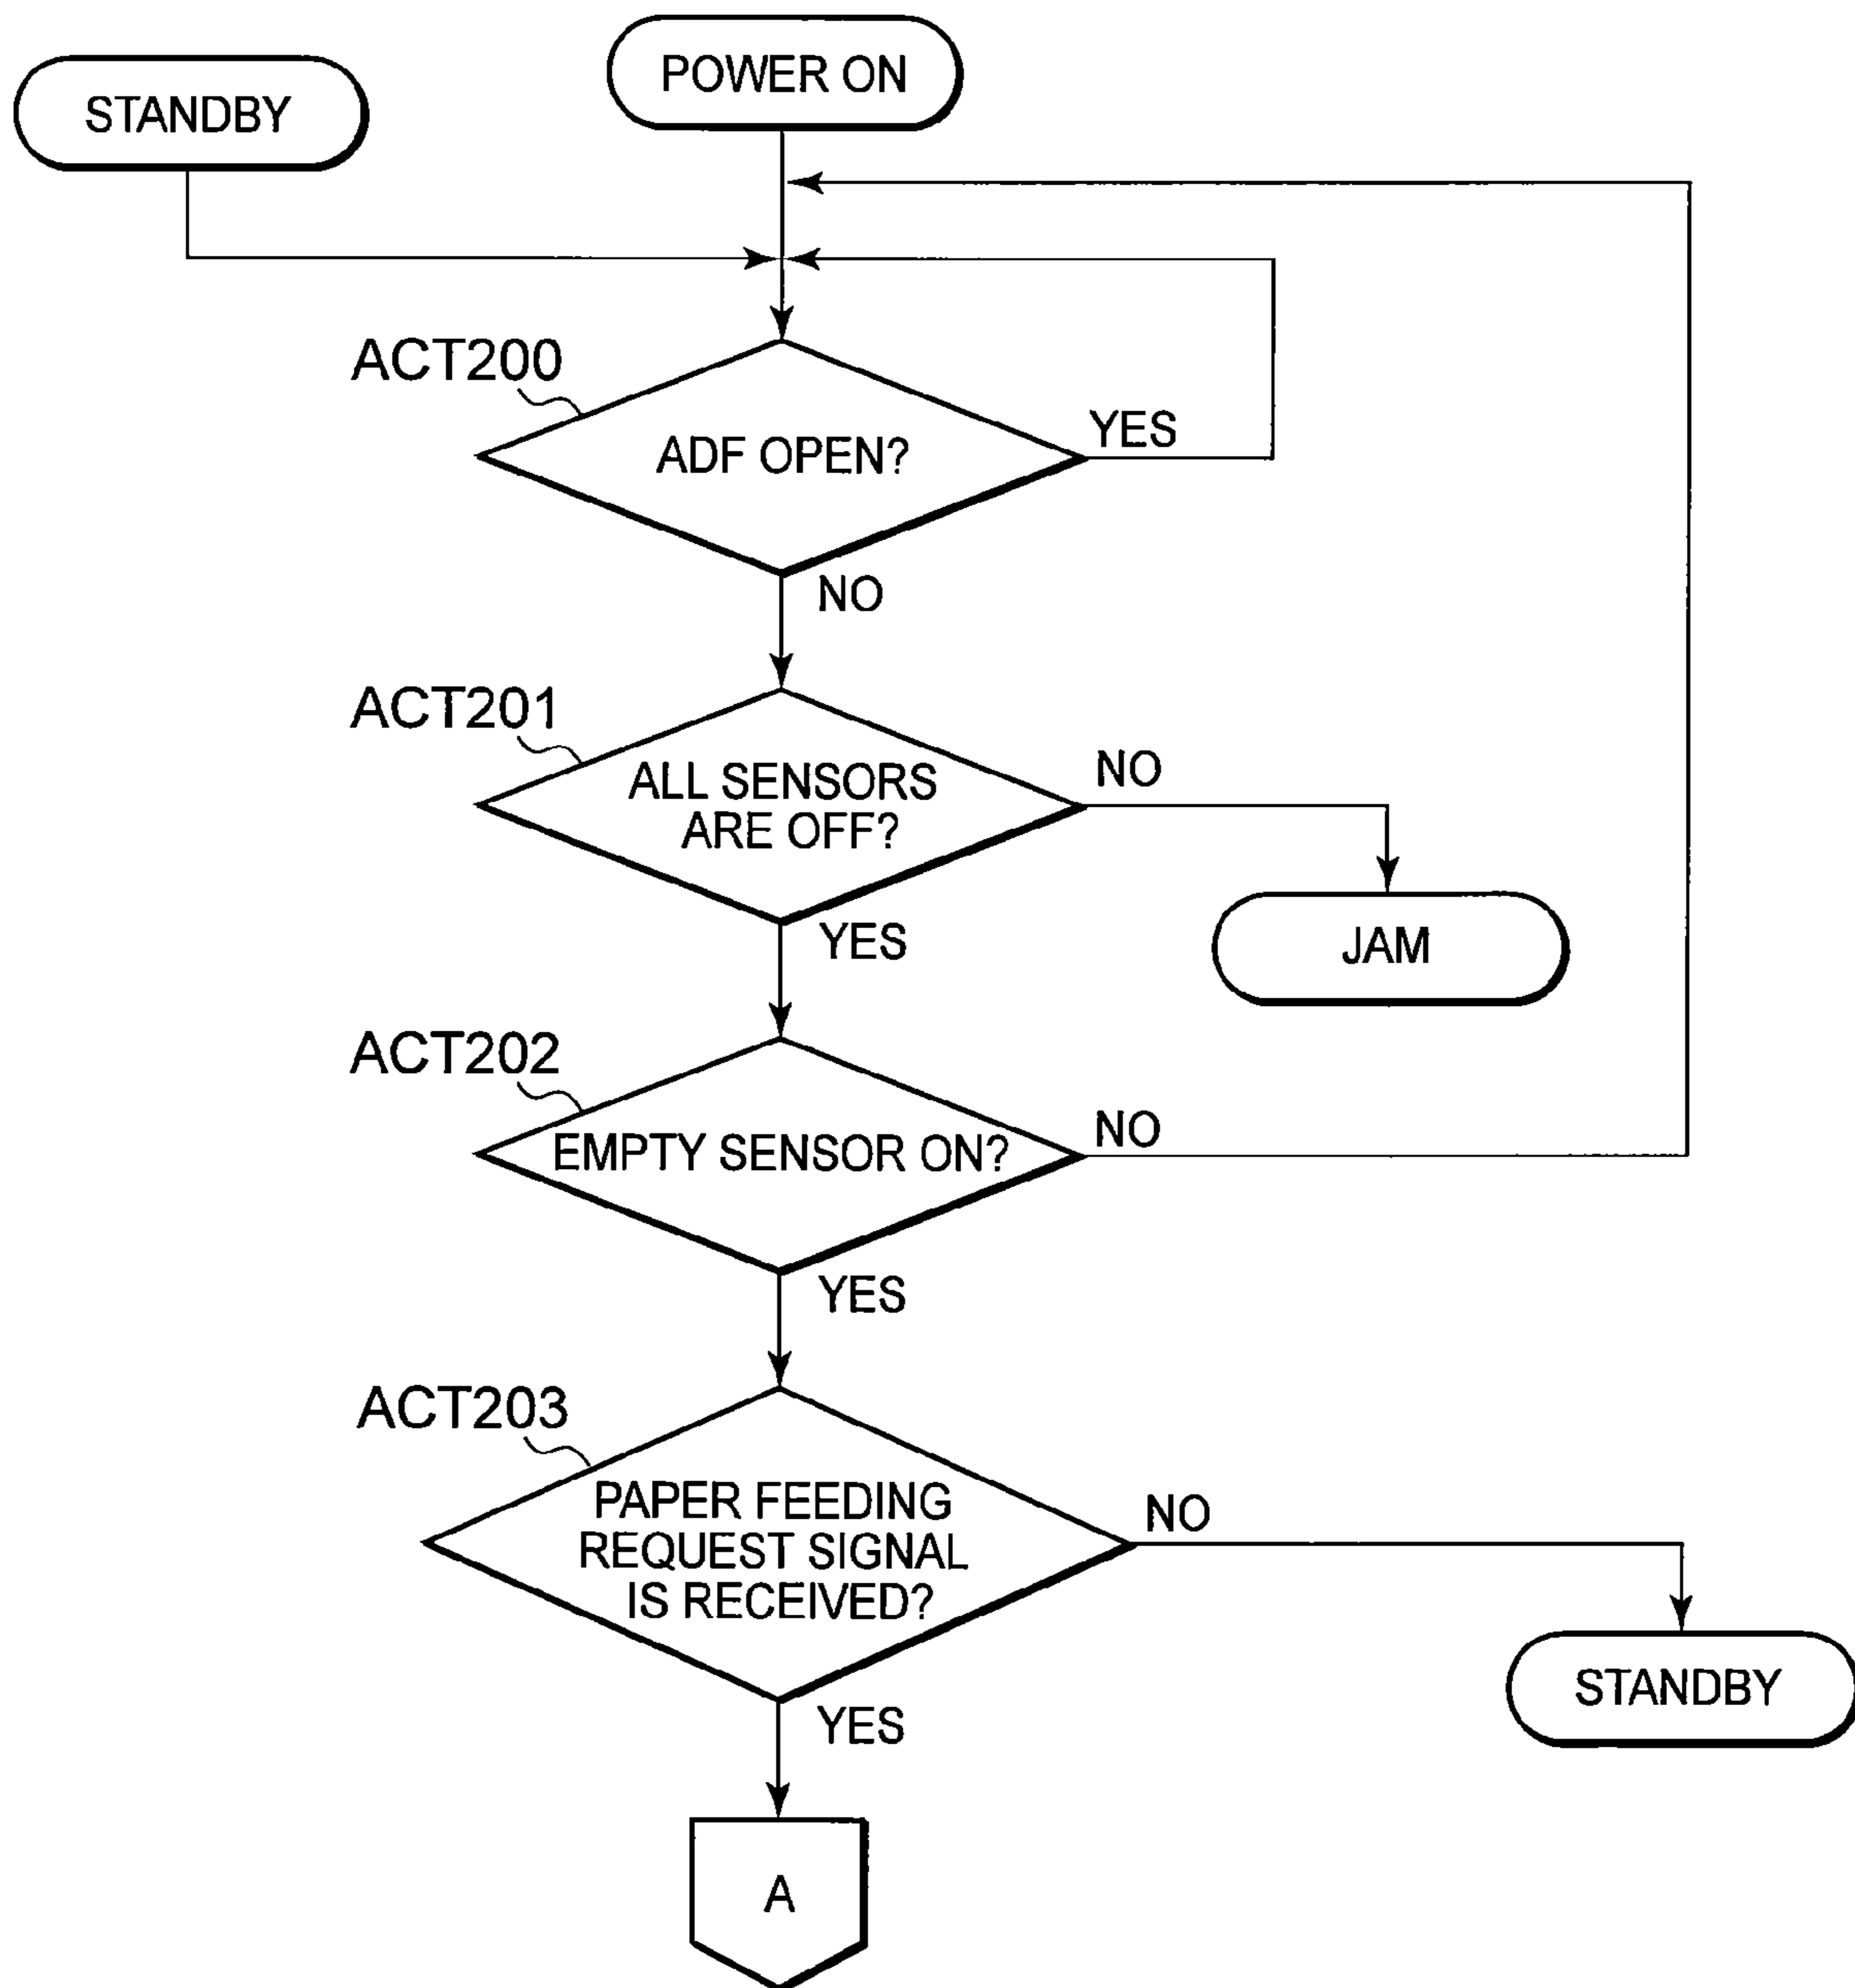 POWER ON
STANDBY
ACT200
ADF OPEN?
YES
NO
ACT201
ALL SENSORS
ARE OFF?
NO
YES
JAM
ACT202
EMPTY SENSOR ON?
NO
YES
ACT203
PAPER FEEDING
REQUEST SIGNAL
IS RECEIVED?
NO
YES
STANDBY
A